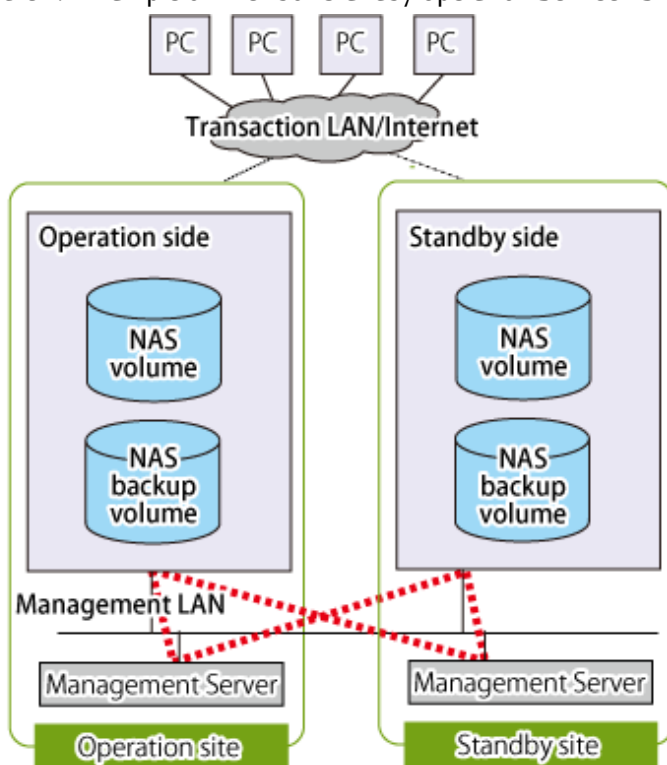 PC PC PC PC
Transaction LAN/Internet
Operation side
NAS
volume
NAS
backup
volume
Standby side
NAS
volume
NAS
backup
volume
Management LAN
Management Server
Management Server
Operation site
Standby site